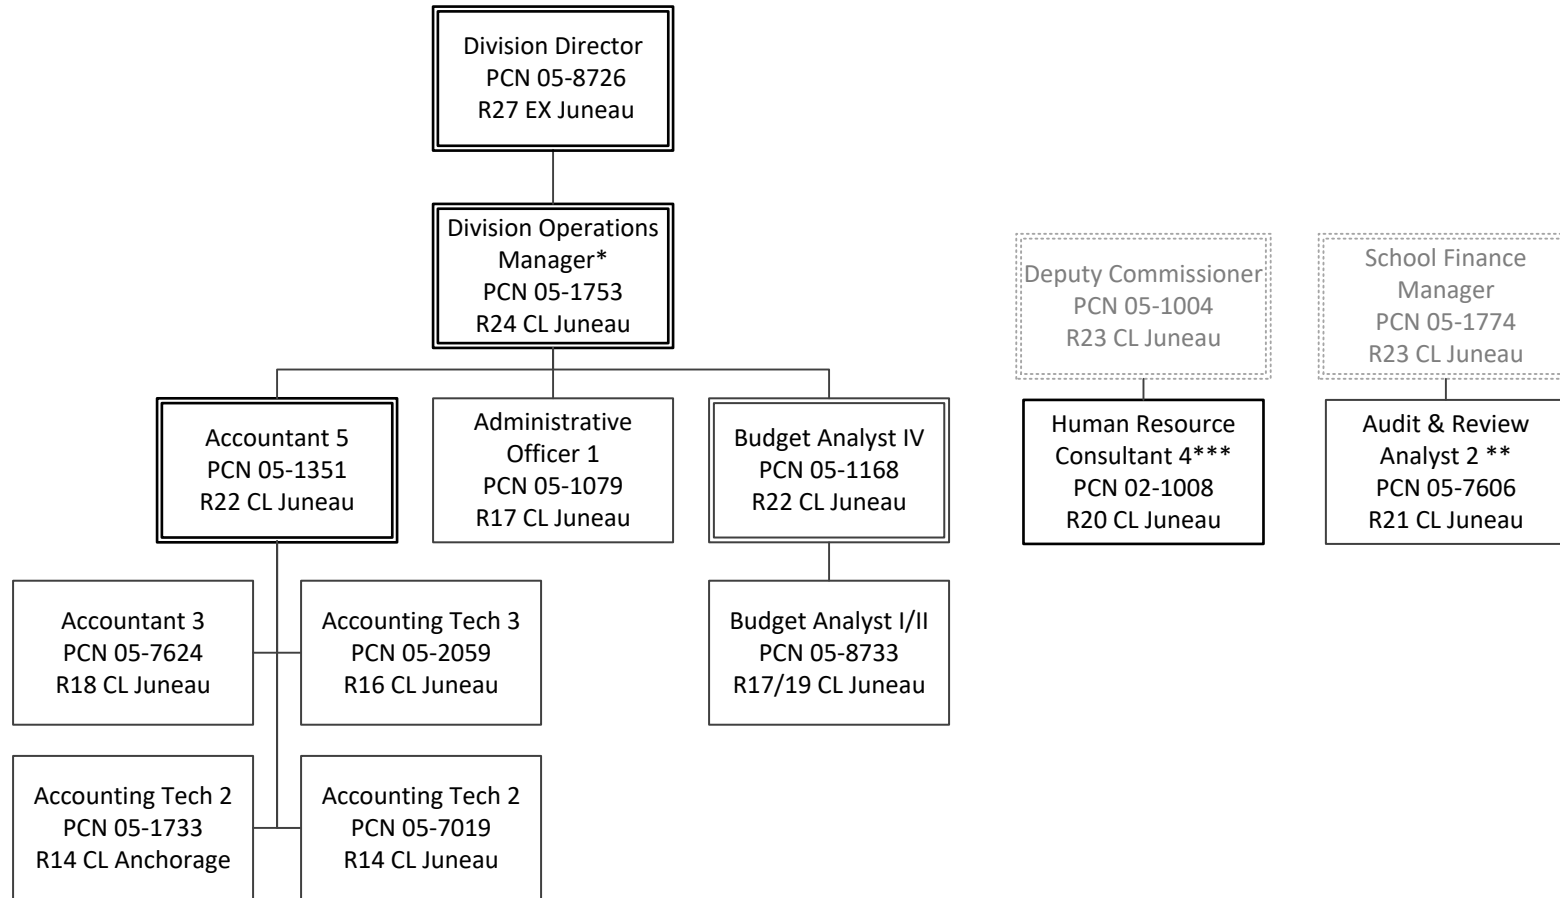 Division Director
PCN 05-8726
R27 EX Juneau
Division Operations
Manager*
PCN 05-1753
R24 CL Juneau
Deputy Commissioner
PCN 05-1004
R23 CL Juneau
School Finance
Manager
PCN 05-1774
R23 CL Juneau
Accountant 5
PCN 05-1351
R22 CL Juneau
Administrative
Officer 1
PCN 05-1079
R17 CL Juneau
Budget Analyst IV
PCN 05-1168
R22 CL Juneau
Human Resource
Consultant 4***
PCN 02-1008
R20 CL Juneau
Audit & Review
Analyst 2 **
PCN 05-7606
R21 CL Juneau
Accountant 3
PCN 05-7624
R18 CL Juneau
Accounting Tech 3
PCN 05-2059
R16 CL Juneau
Budget Analyst I/II
PCN 05-8733
R17/19 CL Juneau
Accounting Tech 2
PCN 05-1733
R14 CL Anchorage
Accounting Tech 2
PCN 05-7019
R14 CL Juneau